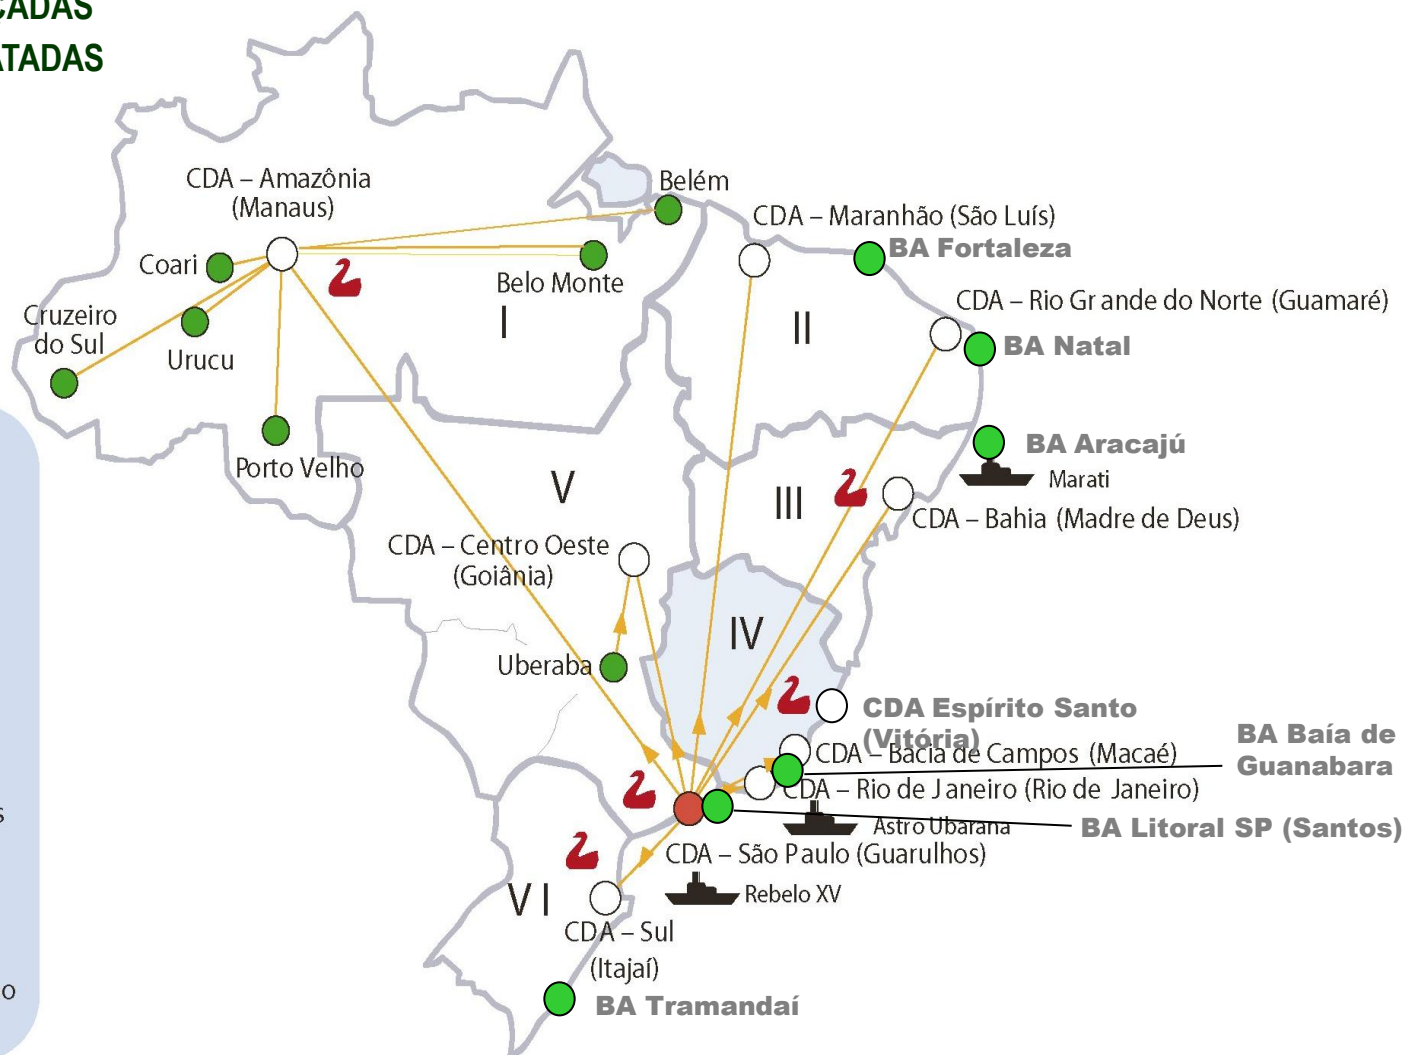 CADAS
ATADAS
CDA – Amazônia
(Manaus)
Belém
CDA – Maranhão (São Luís)
BA Fortaleza
Coari
Belo Monte
CDA – Rio Grande do Norte (Guamaré)
Cruzeiro
do Sul
I
II
BA Natal
Urucu
BA Aracajú
Porto Velho
Marati
V
III
CDA – Bahia (Madre de Deus)
CDA – Centro Oeste
(Goiânia)
IV
Uberaba
CDA Espírito Santo
(Vitória)
BA Baía de
Guanabara
CDA – Bacia de Campos (Macaé)
CDA – Rio de Janeiro (Rio de Janeiro)
s
Astro Ubarana
BA Litoral SP (Santos)
CDA – São Paulo (Guarulhos)
Rebelo XV
VI
CDA – Sul
(Itajaí)
o
BA Tramandaí